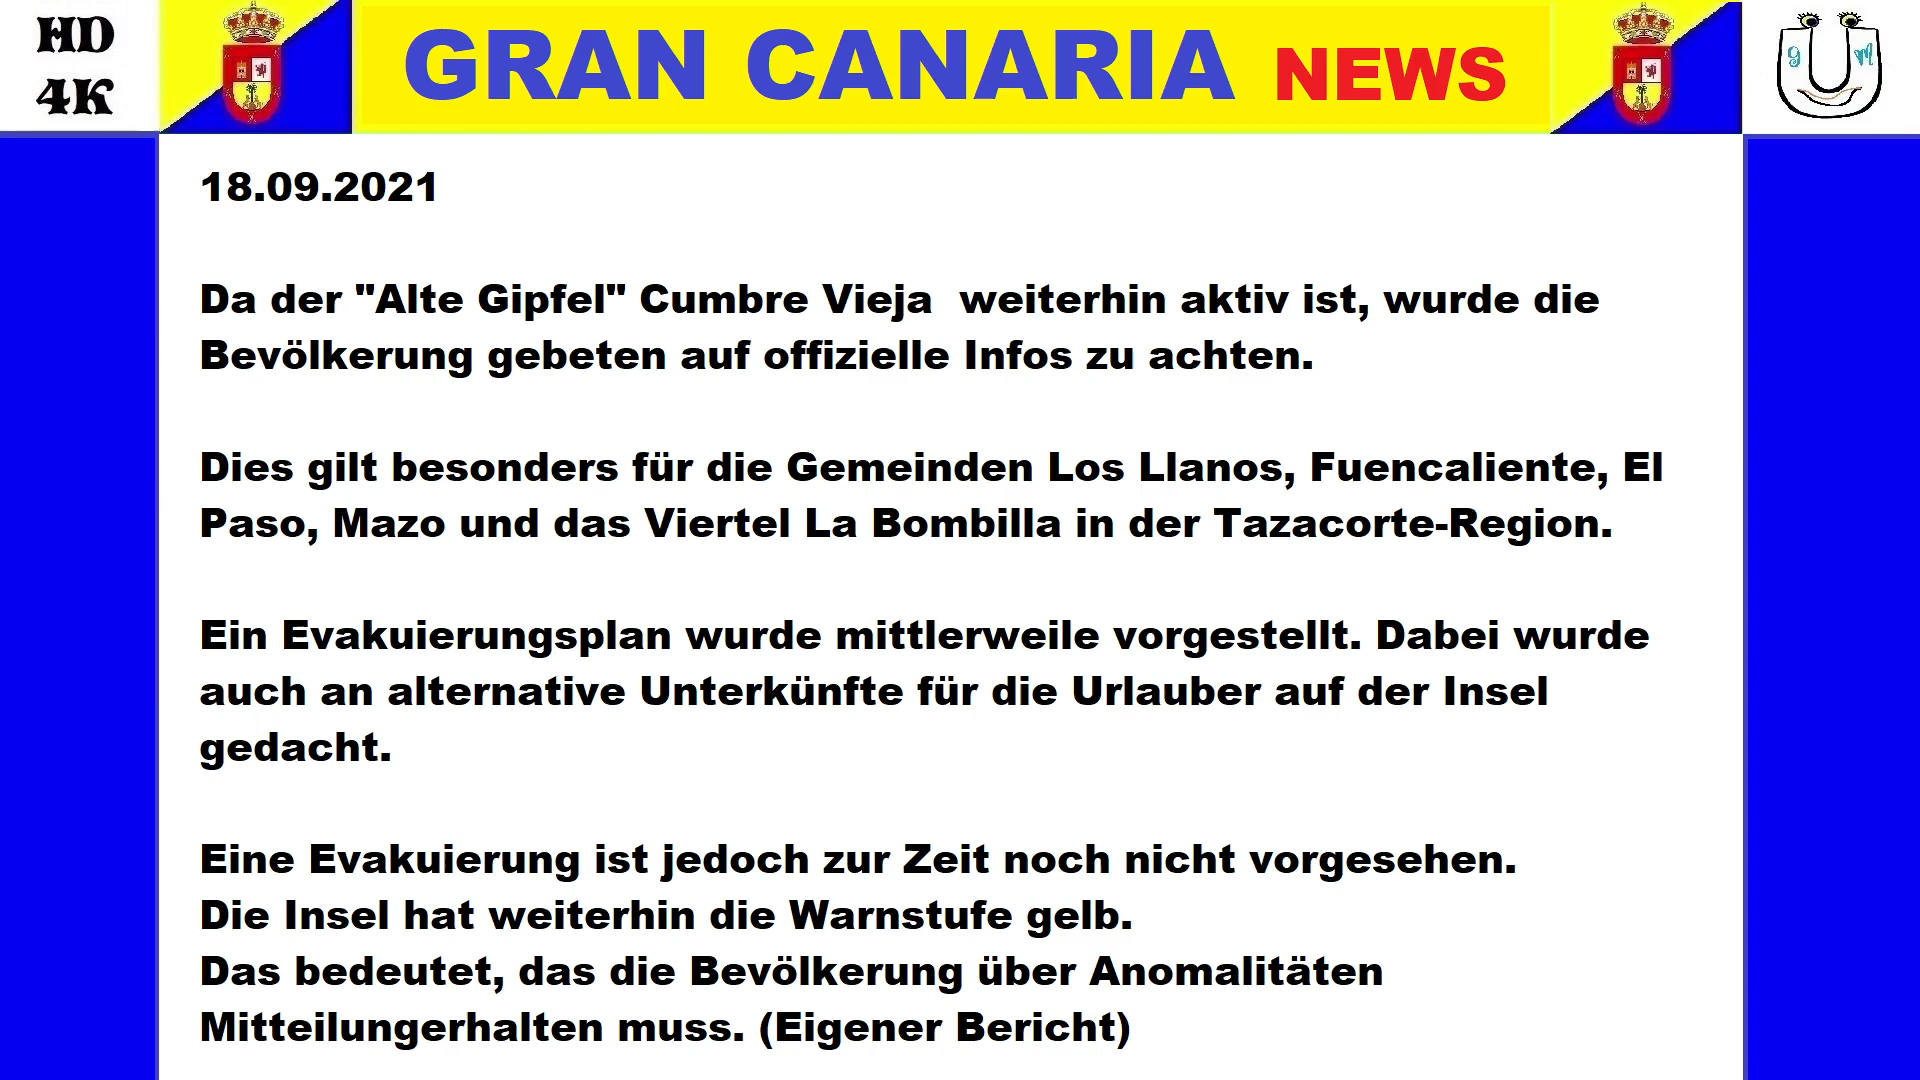 HD
4K
GRAN CANARIA NEWS
g U M
18.09.2021
Da der "Alte Gipfel" Cumbre Vieja  weiterhin aktiv ist, wurde die
Bevölkerung gebeten auf offizielle Infos zu achten.
Dies gilt besonders für die Gemeinden Los Llanos, Fuencaliente, El
Paso, Mazo und das Viertel La Bombilla in der Tazacorte-Region.
Ein Evakuierungsplan wurde mittlerweile vorgestellt. Dabei wurde
auch an alternative Unterkünfte für die Urlauber auf der Insel
gedacht.
Eine Evakuierung ist jedoch zur Zeit noch nicht vorgesehen.
Die Insel hat weiterhin die Warnstufe gelb.
Das bedeutet, das die Bevölkerung über Anomalitäten
Mitteilungerhalten muss. (Eigener Bericht)